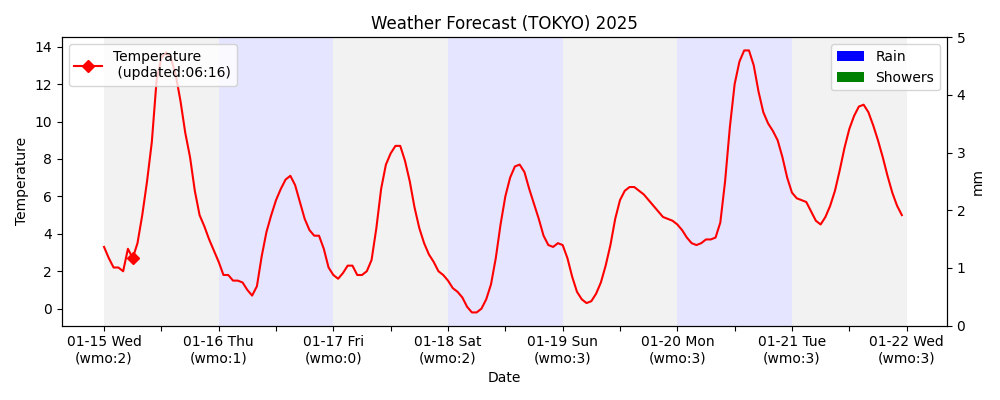 Weather Forecast (TOKYO) 2025
Temperature
(updated:06:16)
Rain
Showers
14
12
10
8
6
4
2
0
Temperature
5
4
3
2
1
0
mm
01-15 Wed
(wmo:2)
01-16 Thu
(wmo:1)
01-17 Fri
(wmo:0)
01-18 Sat
(wmo:2)
01-19 Sun
(wmo:3)
01-20 Mon
(wmo:3)
01-21 Tue
(wmo:3)
01-22 Wed
(wmo:3)
Date